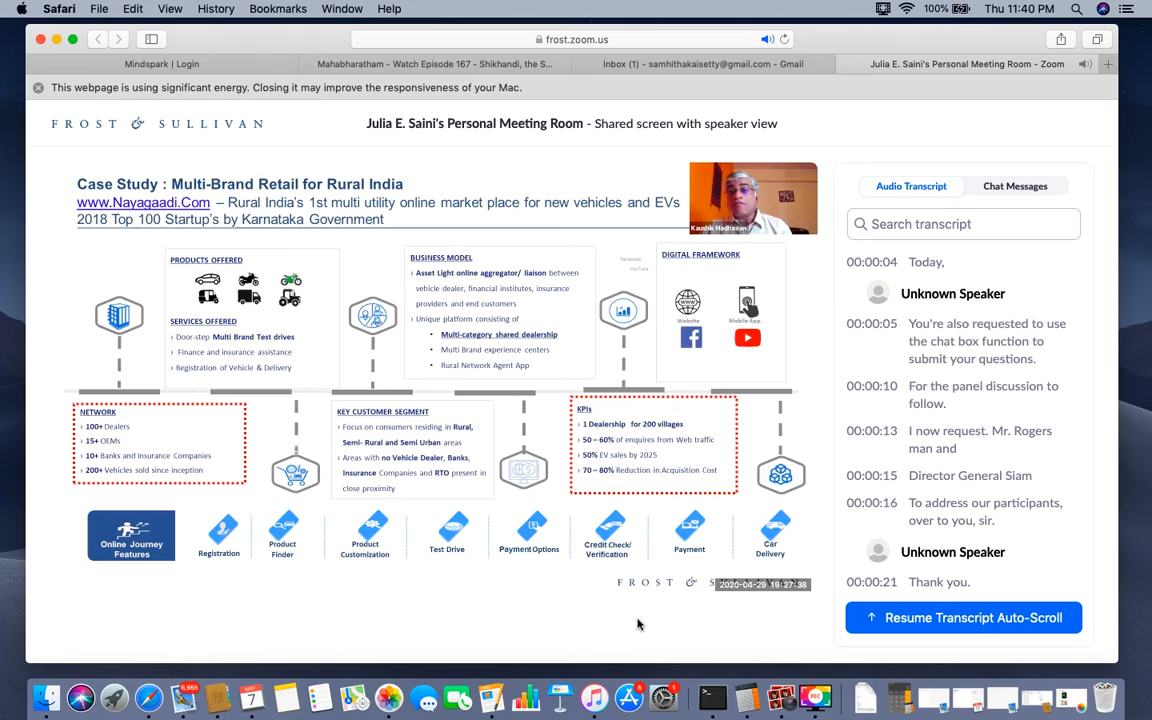 Safari File Edit View History Bookmarks Window Help 100% Thu 11:40 PM
frost.zoom.us
Mindspark | Login
Mahabharatham - Watch Episode 167 - Shikhandi, the S...
Inbox (1) - samhithakaisetty@gmail.com - Gmail
Julia E. Saini's Personal Meeting Room - Zoom
This webpage is using significant energy. Closing it may improve the responsiveness of your Mac.
FROST & SULLIVAN
Julia E. Saini's Personal Meeting Room - Shared screen with speaker view
Case Study : Multi-Brand Retail for Rural India
www.Nayagaadi.Com – Rural India's 1st multi utility online market place for new vehicles and EVs
2018 Top 100 Startup's by Karnataka Government
Kaushik Madhavan
PRODUCTS OFFERED
SERVICES OFFERED
› Door-step Multi Brand Test drives
› Finance and insurance assistance
› Registration of Vehicle & Delivery
BUSINESS MODEL
› Asset Light online aggregator/ liaison between
vehicle dealer, financial institutes, insurance
providers and end customers
› Unique platform consisting of
• Multi-category shared dealership
• Multi Brand experience centers
• Rural Network Agent App
Facebook
YouTube
DIGITAL FRAMEWORK
WWW
Website
Mobile App
NETWORK
› 100+ Dealers
› 15+ OEMs
› 10+ Banks and Insurance Companies
› 200+ Vehicles sold since inception
KEY CUSTOMER SEGMENT
› Focus on consumers residing in Rural,
Semi- Rural and Semi Urban areas
› Areas with no Vehicle Dealer, Banks,
Insurance Companies and RTO present in
close proximity
KPIs
› 1 Dealership for 200 villages
› 50 – 60% of enquires from Web traffic
› 50% EV sales by 2025
› 70 – 80% Reduction in Acquisition Cost
Online Journey
Features
Registration
Product
Finder
Product
Customization
Test Drive
Payment Options
Credit Check/
Verification
Payment
Car
Delivery
FROST & S
2020-04-29 19:27:38
Audio Transcript
Chat Messages
Search transcript
00:00:04 Today,
Unknown Speaker
00:00:05 You're also requested to use
the chat box function to
submit your questions.
00:00:10 For the panel discussion to
follow.
00:00:13 I now request. Mr. Rogers
man and
00:00:15 Director General Siam
00:00:16 To address our participants,
over to you, sir.
Unknown Speaker
00:00:21 Thank you.
Resume Transcript Auto-Scroll
6,965
MAY
7
6
1
REC
PYTHON